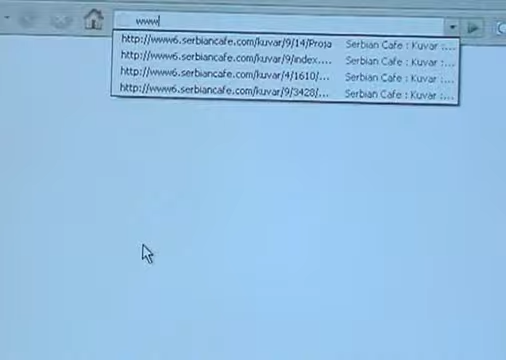 www
http://www6.serbiancafe.com/kuvar/9/14/Proja Serbian Cafe : Kuvar :...
http://www6.serbiancafe.com/kuvar/9/index.... Serbian Cafe : Kuvar :...
http://www6.serbiancafe.com/kuvar/4/1610/... Serbian Cafe : Kuvar :...
http://www6.serbiancafe.com/kuvar/9/3428/... Serbian Cafe : Kuvar :...